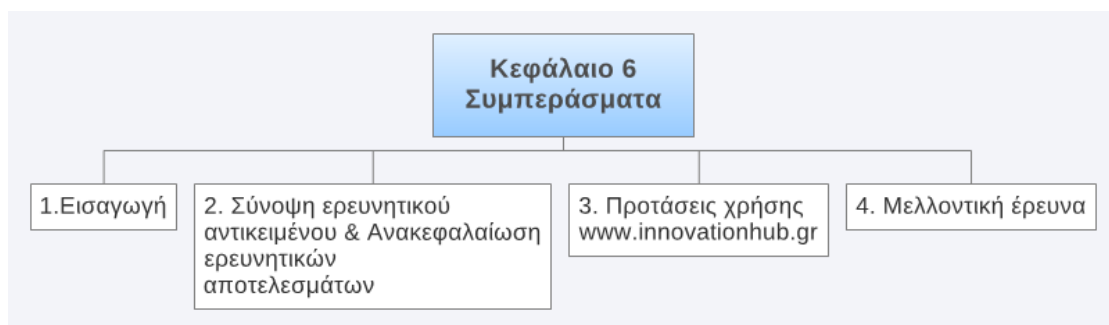 Κεφάλαιο 6
Συμπεράσματα
1.Εισαγωγή
2. Σύνοψη ερευνητικού
αντικειμένου & Ανακεφαλαίωση
ερευνητικών
αποτελεσμάτων
3. Προτάσεις χρήσης
www.innovationhub.gr
4. Μελλοντική έρευνα